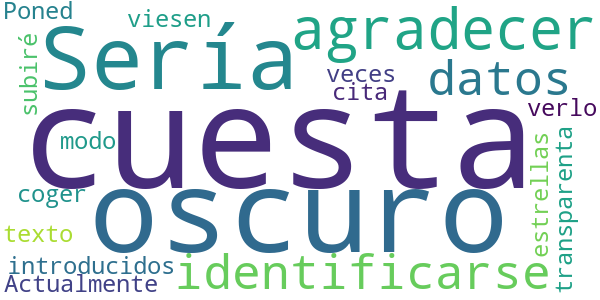 Poned
viesen
Sería
agradecer
subiré
veces
datos
cita
verlo
cuesta
modo
estrellas
transparenta
coger
oscuro
texto
introducidos
identificarse
Actualmente